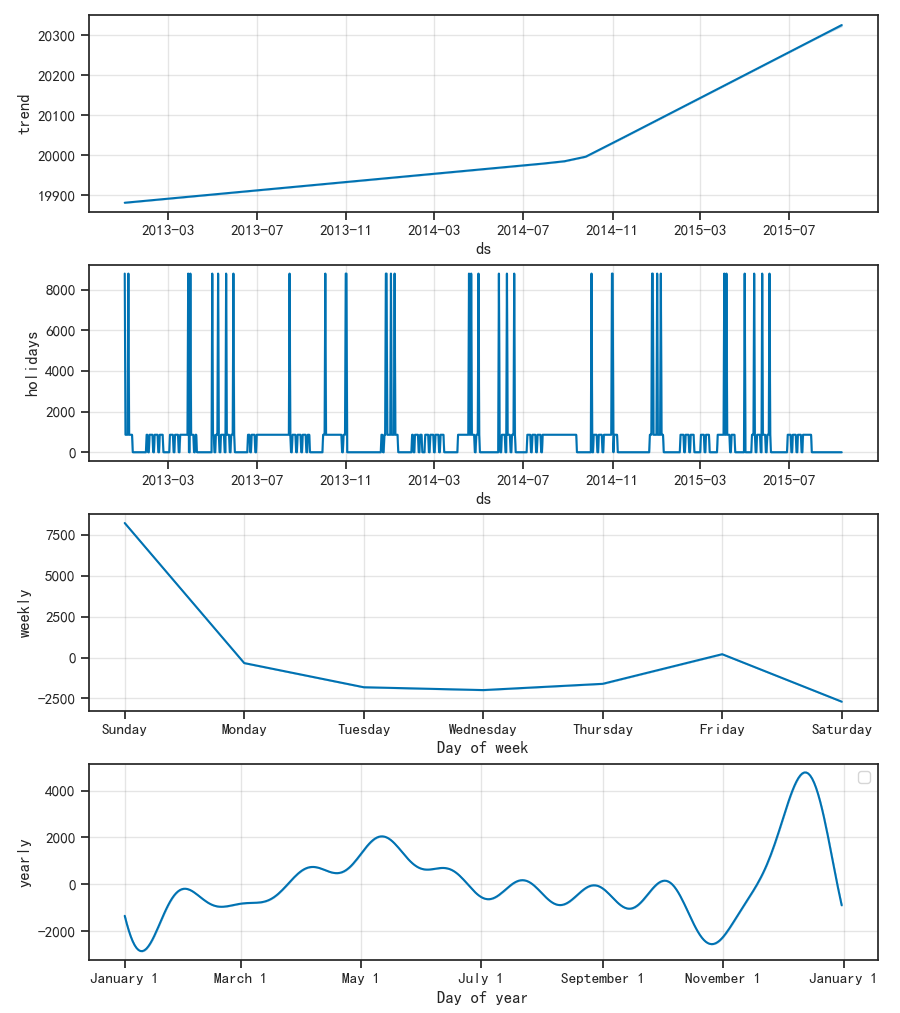 20300
20200
20100
20000
19900
trend
2013-03 2013-07 2013-11 2014-03 2014-07 2014-11 2015-03 2015-07
ds
8000
6000
4000
2000
0
holidays
2013-03 2013-07 2013-11 2014-03 2014-07 2014-11 2015-03 2015-07
ds
7500
5000
2500
0
−2500
weekly
Sunday Monday Tuesday Wednesday Thursday Friday Saturday
Day of week
4000
2000
0
−2000
yearly
January 1 March 1 May 1 July 1 September 1 November 1 January 1
Day of year